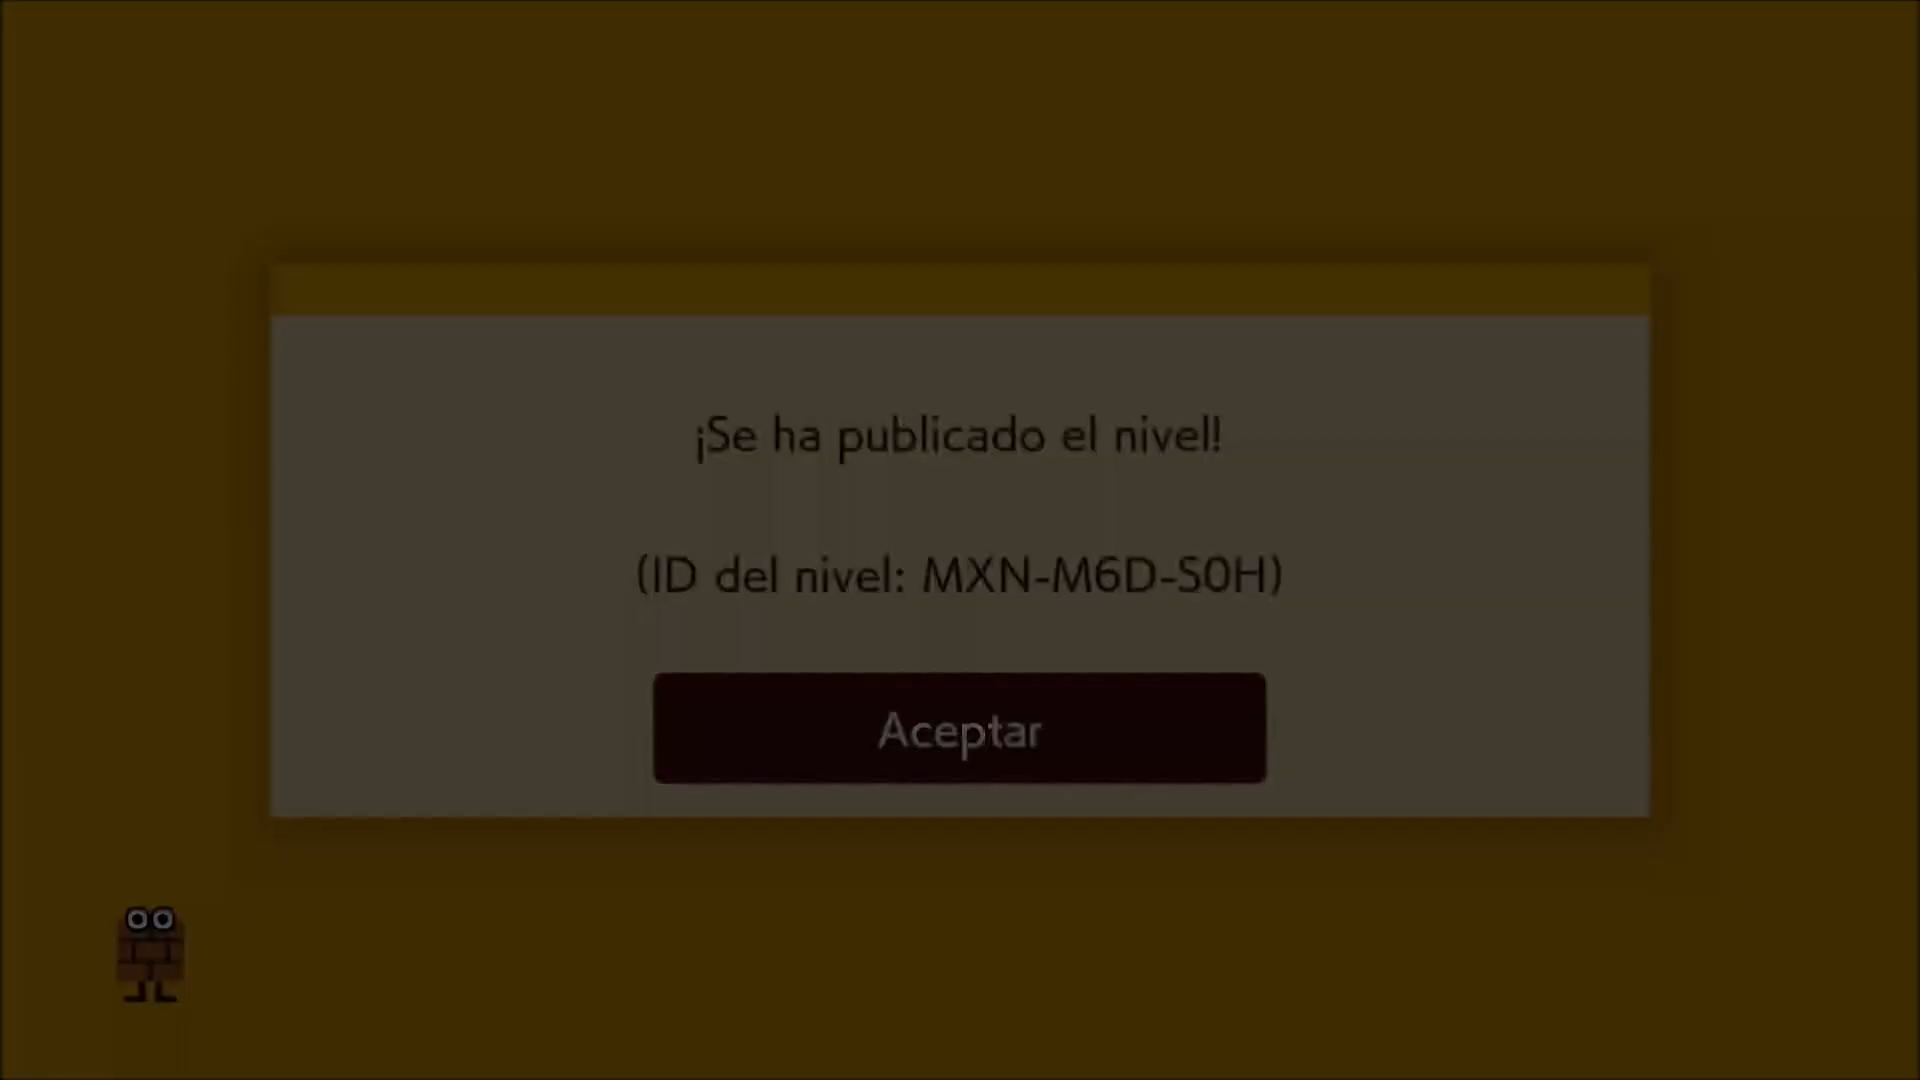 ¡Se ha publicado el nivel!
(ID del nivel: MXN-M6D-S0H)
Aceptar